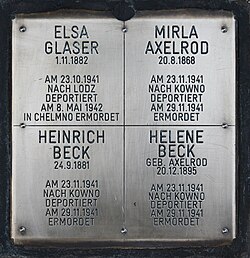 ELSA
GLASER
1.11.1882
AM 23.10.1941
NACH LODZ
DEPORTIERT
AM 8. MAI 1942
IN CHELMNO ERMORDET
MIRLA
AXELROD
20.8.1868
AM 23.11.1941
NACH KOWNO
DEPORTIERT
AM 29.11.1941
ERMORDET
HEINRICH
BECK
24.9.1881
AM 23.11.1941
NACH KOWNO
DEPORTIERT
AM 29.11.1941
ERMORDET
HELENE
BECK
GEB. AXELROD
20.12.1895
AM 23.11.1941
NACH KOWNO
DEPORTIERT
AM 29.11.1941
ERMORDET